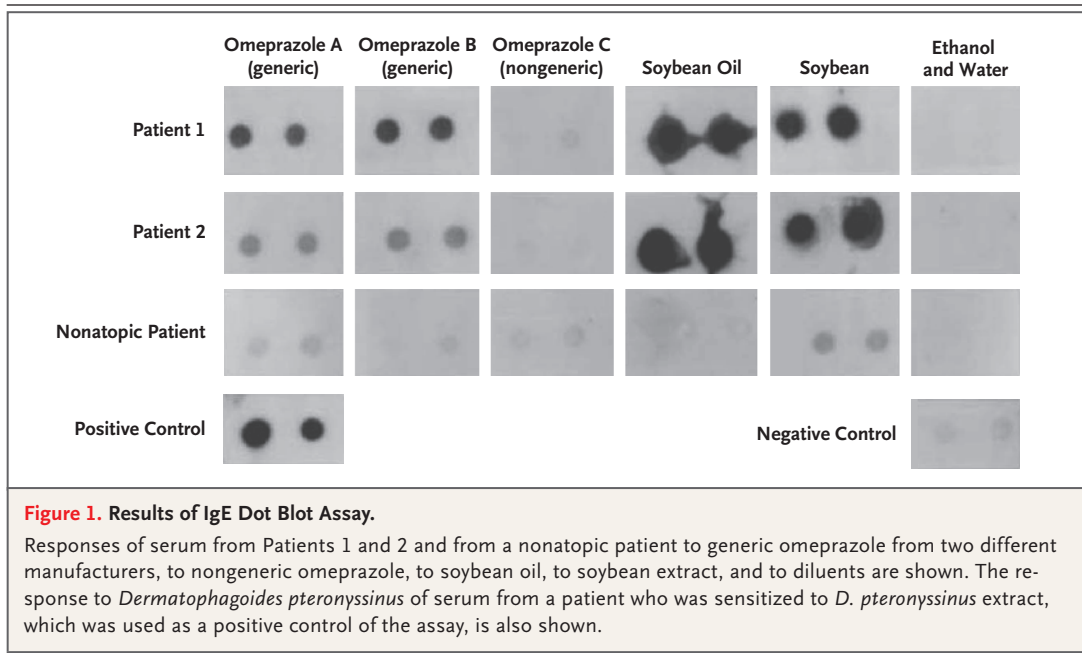 Omeprazole A Omeprazole B Omeprazole C Ethanol
(generic) (generic) (nongeneric) Soybean Oil Soybean and Water
Patient 1
Patient 2
Nonatopic Patient
Positive Control Negative Control
Figure 1. Results of IgE Dot Blot Assay.
Responses of serum from Patients 1 and 2 and from a nonatopic patient to generic omeprazole from two different
manufacturers, to nongeneric omeprazole, to soybean oil, to soybean extract, and to diluents are shown. The re-
sponse to Dermatophagoides pteronyssinus of serum from a patient who was sensitized to D. pteronyssinus extract,
which was used as a positive control of the assay, is also shown.